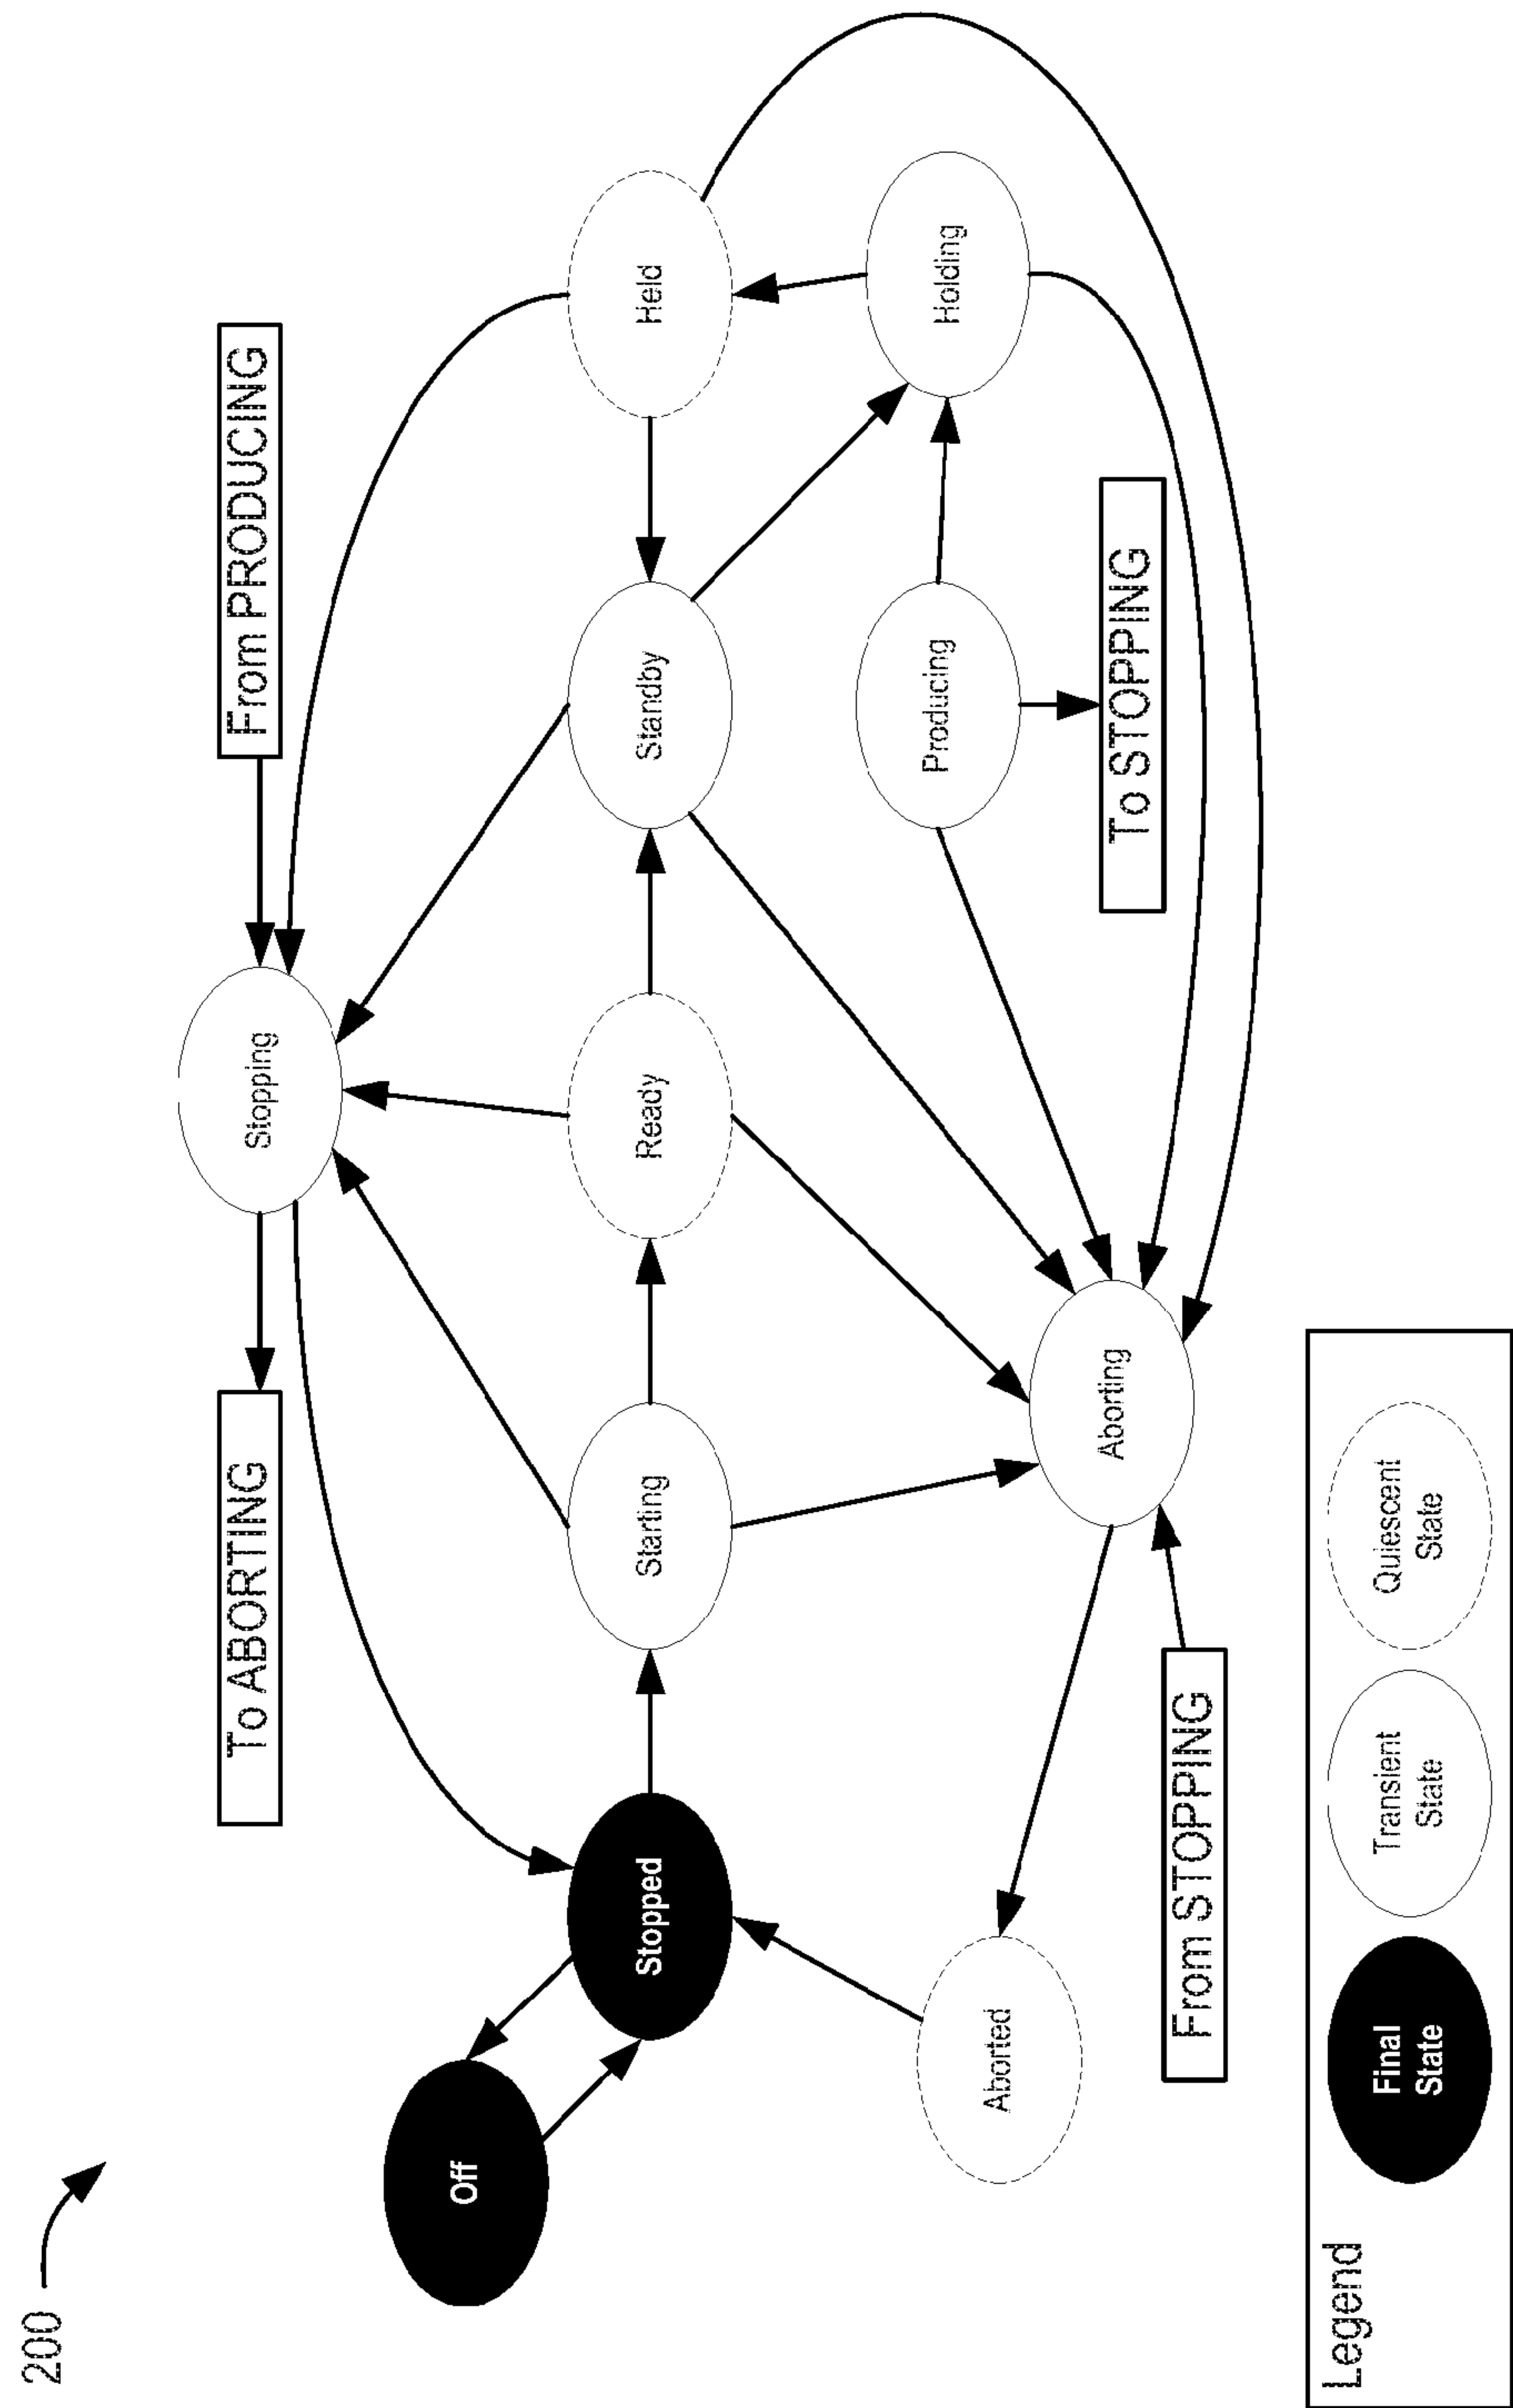 200
To ABORTING
From PRODUCING
Stopping
Off
Stopped
Starting
Ready
Standby
Held
Aborted
Aborting
Producing
Holding
From STOPPING
To STOPPING
Legend
Final
State
Transient
State
Quiescent
State